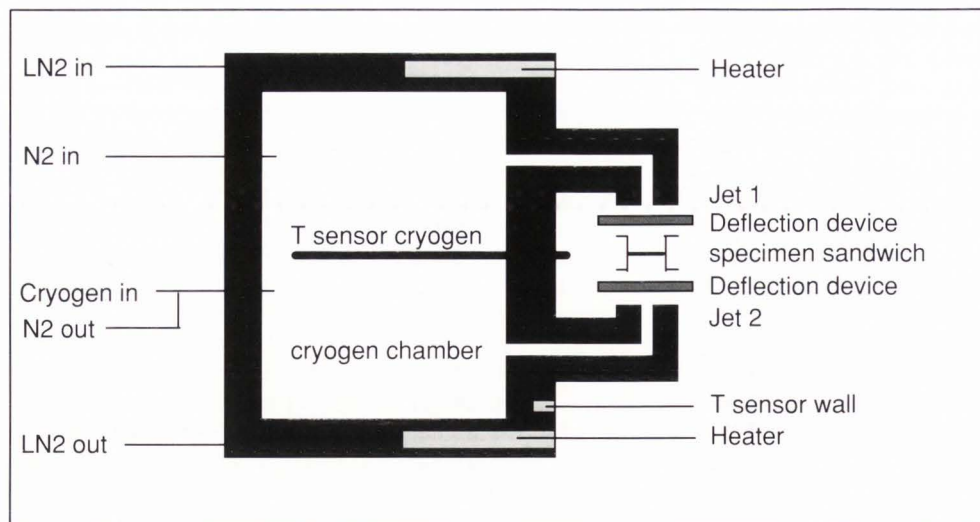 LN2 in
Heater
N2 in
Jet 1
Deflection device
T sensor cryogen
specimen sandwich
Cryogen in
Deflection device
N2 out
Jet 2
cryogen chamber
T sensor wall
LN2 out
Heater